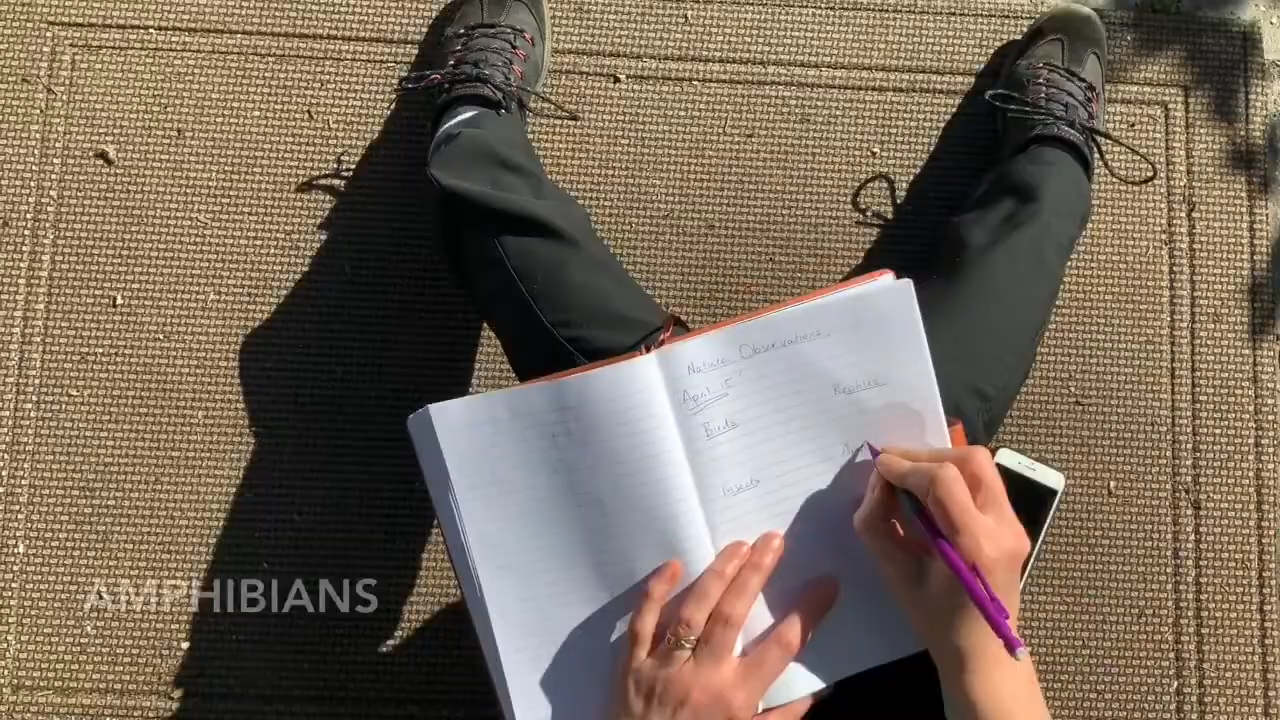 Nature Observations
April 15
Reptiles
Birds
Insects
AMPHIBIANS